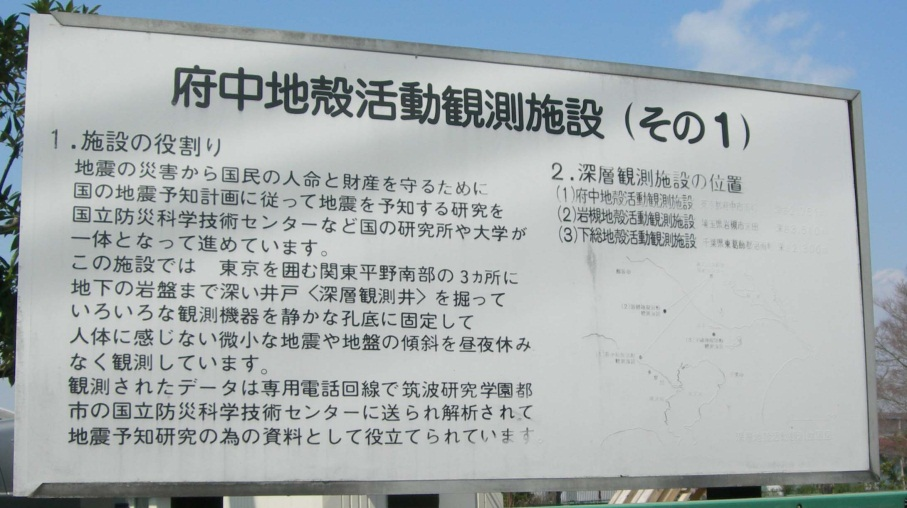 府中地殻活動観測施設(その1)
1.施設の役割り
地震の災害から国民の人命と財産を守るために
国の地震予知計画に従って地震を予知する研究を
国立防災科学技術センターなど国の研究所や大学が
一体となって進めています。
この施設では 東京を囲む関東平野南部の3カ所に
地下の岩盤まで深い井戸〈深層観測井〉を掘って
いろいろな観測機器を静かな孔底に固定して
人体に感じない微小な地震や地盤の傾斜を昼夜休み
なく観測しています。
観測されたデータは専用電話回線で筑波研究学園都
市の国立防災科学技術センターに送られ解析されて
地震予知研究の為の資料として役立てられています
2.深層観測施設の位置
(1)府中地殻活動観測施設
(2)岩槻地殻活動観測施設 埼玉県岩槻市
(3)下総地殻活動観測施設 千葉県東葛飾郡